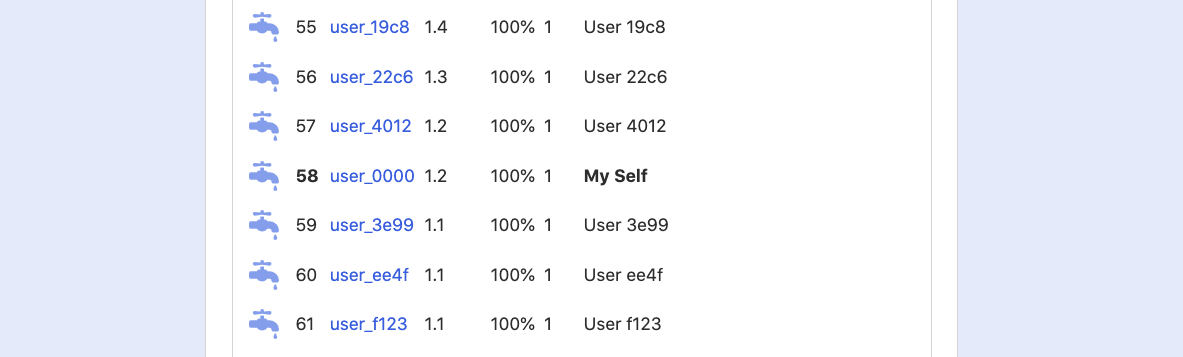 55 user_19c8 1.4 100% 1 User 19c8
56 user_22c6 1.3 100% 1 User 22c6
57 user_4012 1.2 100% 1 User 4012
58 user_0000 1.2 100% 1 My Self
59 user_3e99 1.1 100% 1 User 3e99
60 user_ee4f 1.1 100% 1 User ee4f
61 user_f123 1.1 100% 1 User f123